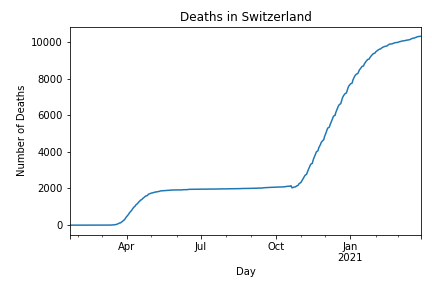 Deaths in Switzerland
Number of Deaths
10000
8000
6000
4000
2000
0
Apr
Jul
Oct
Jan
2021
Day